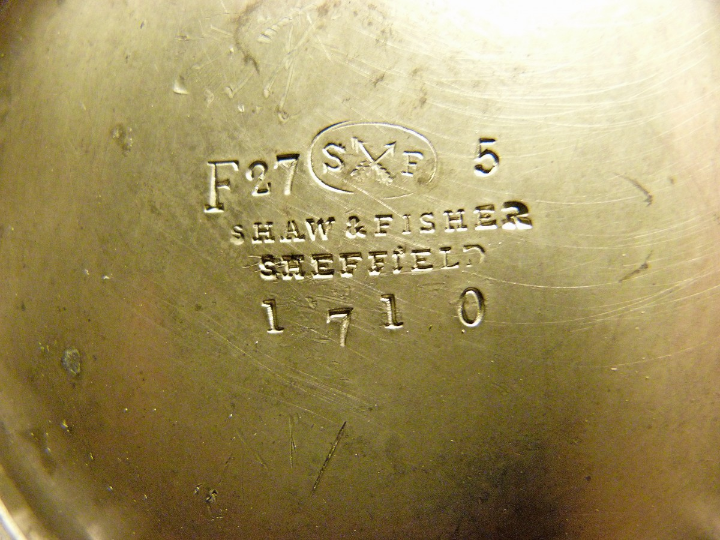 F27 S F 5
SHAW & FISHER
SHEFFIELD
1710